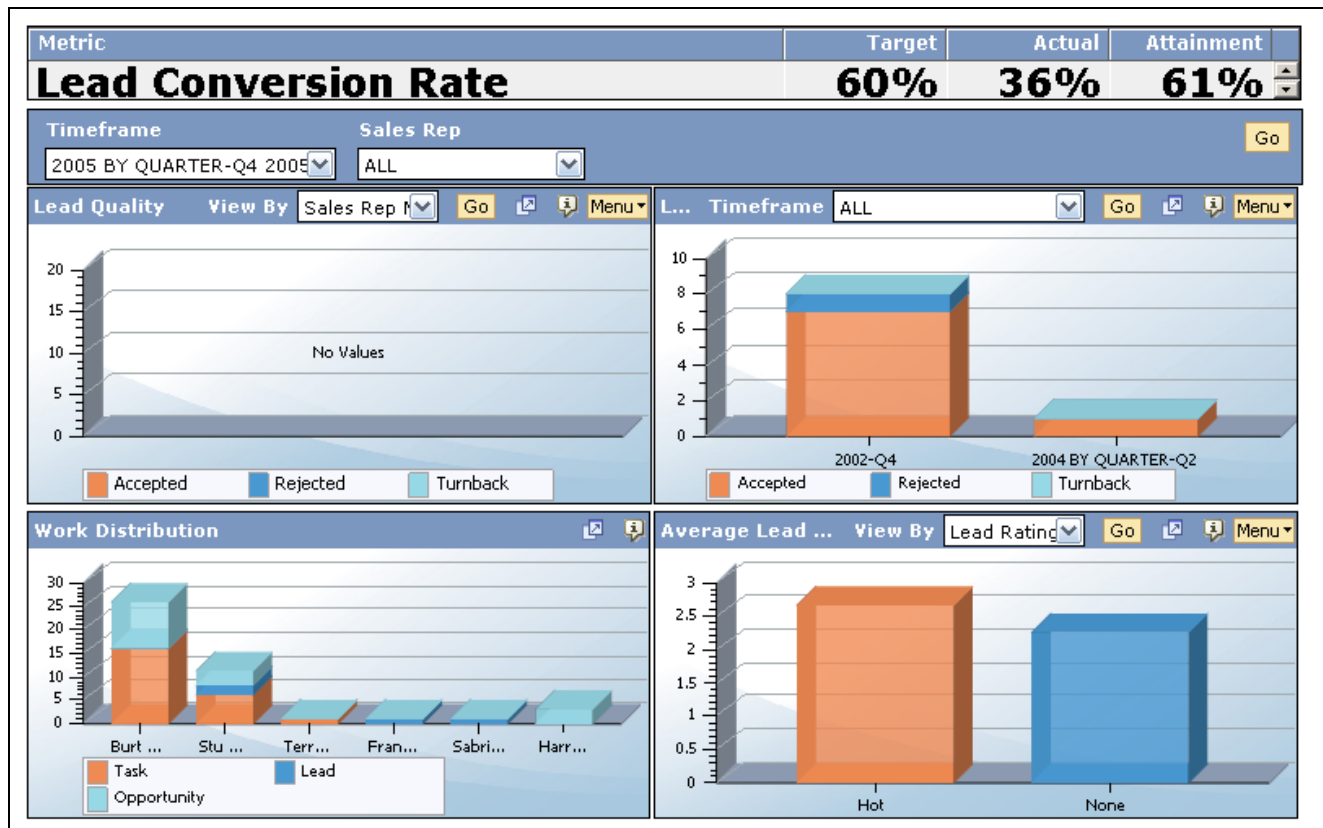 Metric Target Actual Attainment
Lead Conversion Rate 60% 36% 61%
Timeframe Sales Rep
Go
2005 BY QUARTER-Q4 2005 ALL
Lead Quality View By Sales Rep Go Menu
L... Timeframe ALL Go Menu
20
15
10
5
0
No Values
Accepted Rejected Turnback
10
8
6
4
2
0
2002-Q4 2004 BY QUARTER-Q2
Accepted Rejected Turnback
Work Distribution
Average Lead ... View By Lead Rating Go Menu
30
25
20
15
10
5
0
Burt ... Stu ... Terr... Fran... Sabri... Harr...
Task Lead
Opportunity
3
2.5
2
1.5
1
0.5
0
Hot None